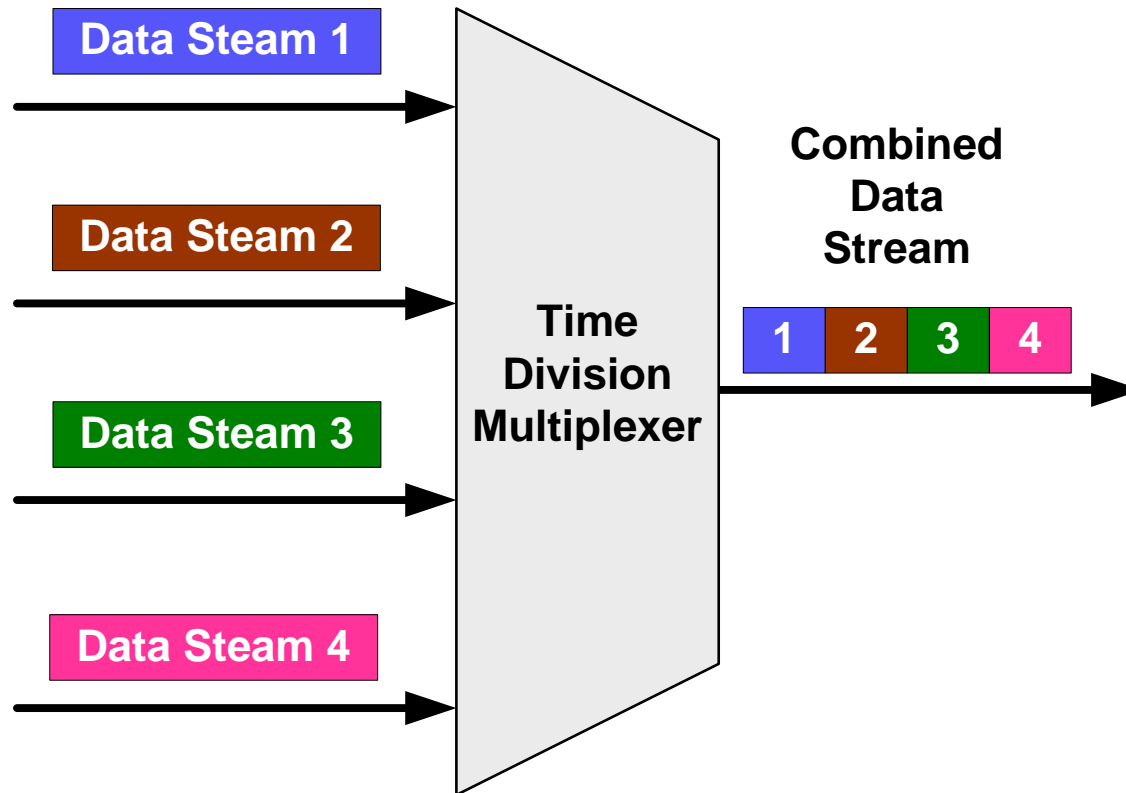 Data Steam 1
Data Steam 2
Data Steam 3
Data Steam 4
Time
Division
Multiplexer
Combined
Data
Stream
1 2 3 4